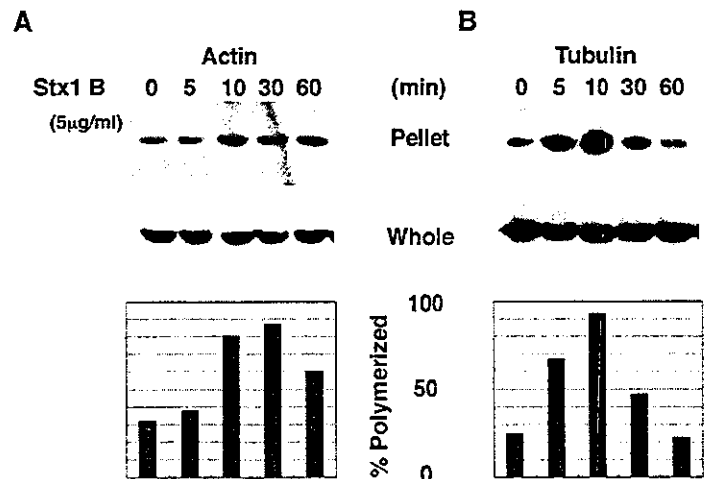 A
B
Actin
Tubulin
Stx1 B 0 5 10 30 60 (min) 0 5 10 30 60
(5µg/ml)
Pellet
Whole
100
50
0
% Polymerized